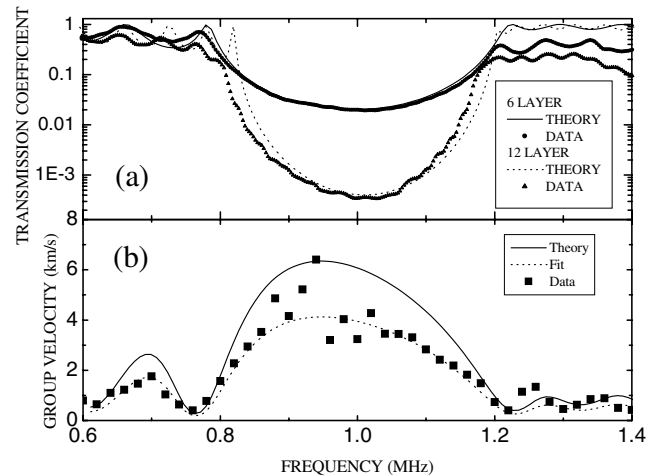 TRANSMISSION COEFFICIENT
1
0.1
0.01
1E-3
(a)
6 LAYER
THEORY
DATA
12 LAYER
THEORY
DATA
GROUP VELOCITY (km/s)
8
6
4
2
0
(b)
Theory
Fit
Data
0.6 0.8 1.0 1.2 1.4
FREQUENCY (MHz)